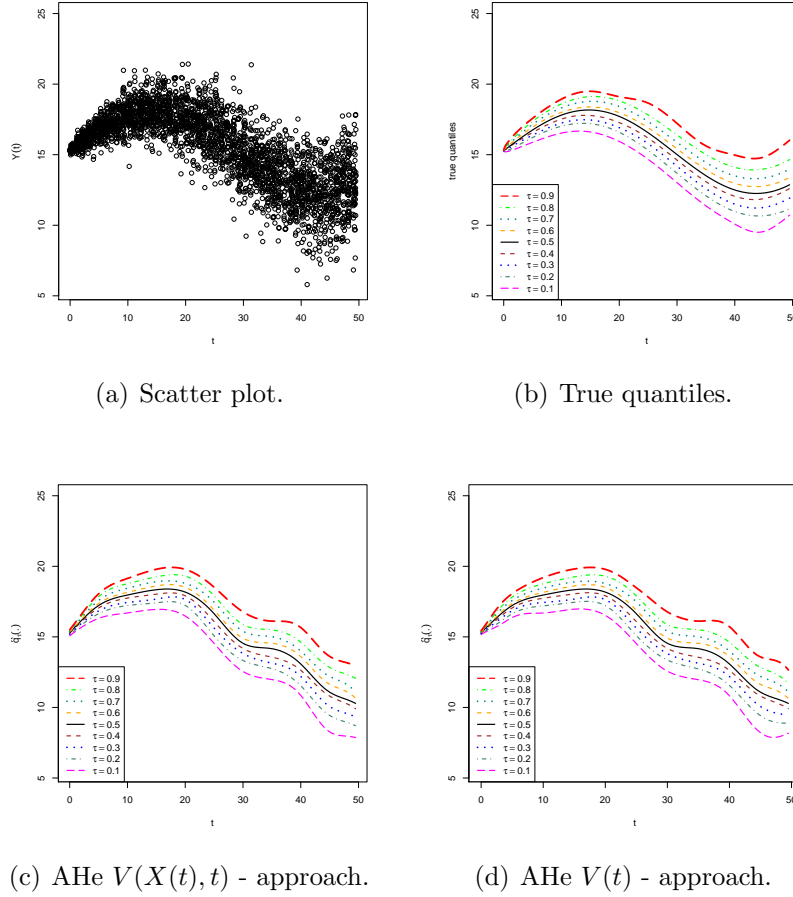 25
20
15
10
5
Y(t)
0 10 20 30 40 50
t
(a) Scatter plot.
25
20
15
10
5
true quantiles
τ = 0.9
τ = 0.8
τ = 0.7
τ = 0.6
τ = 0.5
τ = 0.4
τ = 0.3
τ = 0.2
τ = 0.1
0 10 20 30 40 50
t
(b) True quantiles.
25
20
15
10
5
τ = 0.9
τ = 0.8
τ = 0.7
τ = 0.6
τ = 0.5
τ = 0.4
τ = 0.3
τ = 0.2
τ = 0.1
0 10 20 30 40 50
t
(c) AHe V(X(t), t) - approach.
25
20
15
10
5
τ = 0.9
τ = 0.8
τ = 0.7
τ = 0.6
τ = 0.5
τ = 0.4
τ = 0.3
τ = 0.2
τ = 0.1
0 10 20 30 40 50
t
(d) AHe V(t) - approach.